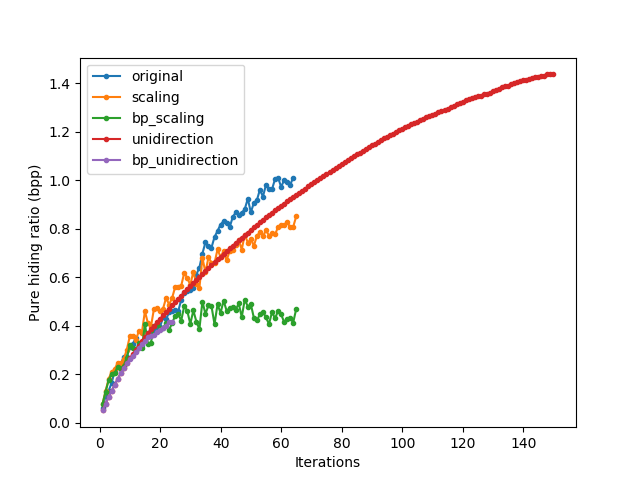 original
scaling
bp_scaling
unidirection
bp_unidirection
Pure hiding ratio (bpp)
1.4
1.2
1.0
0.8
0.6
0.4
0.2
0.0
0 20 40 60 80 100 120 140
Iterations